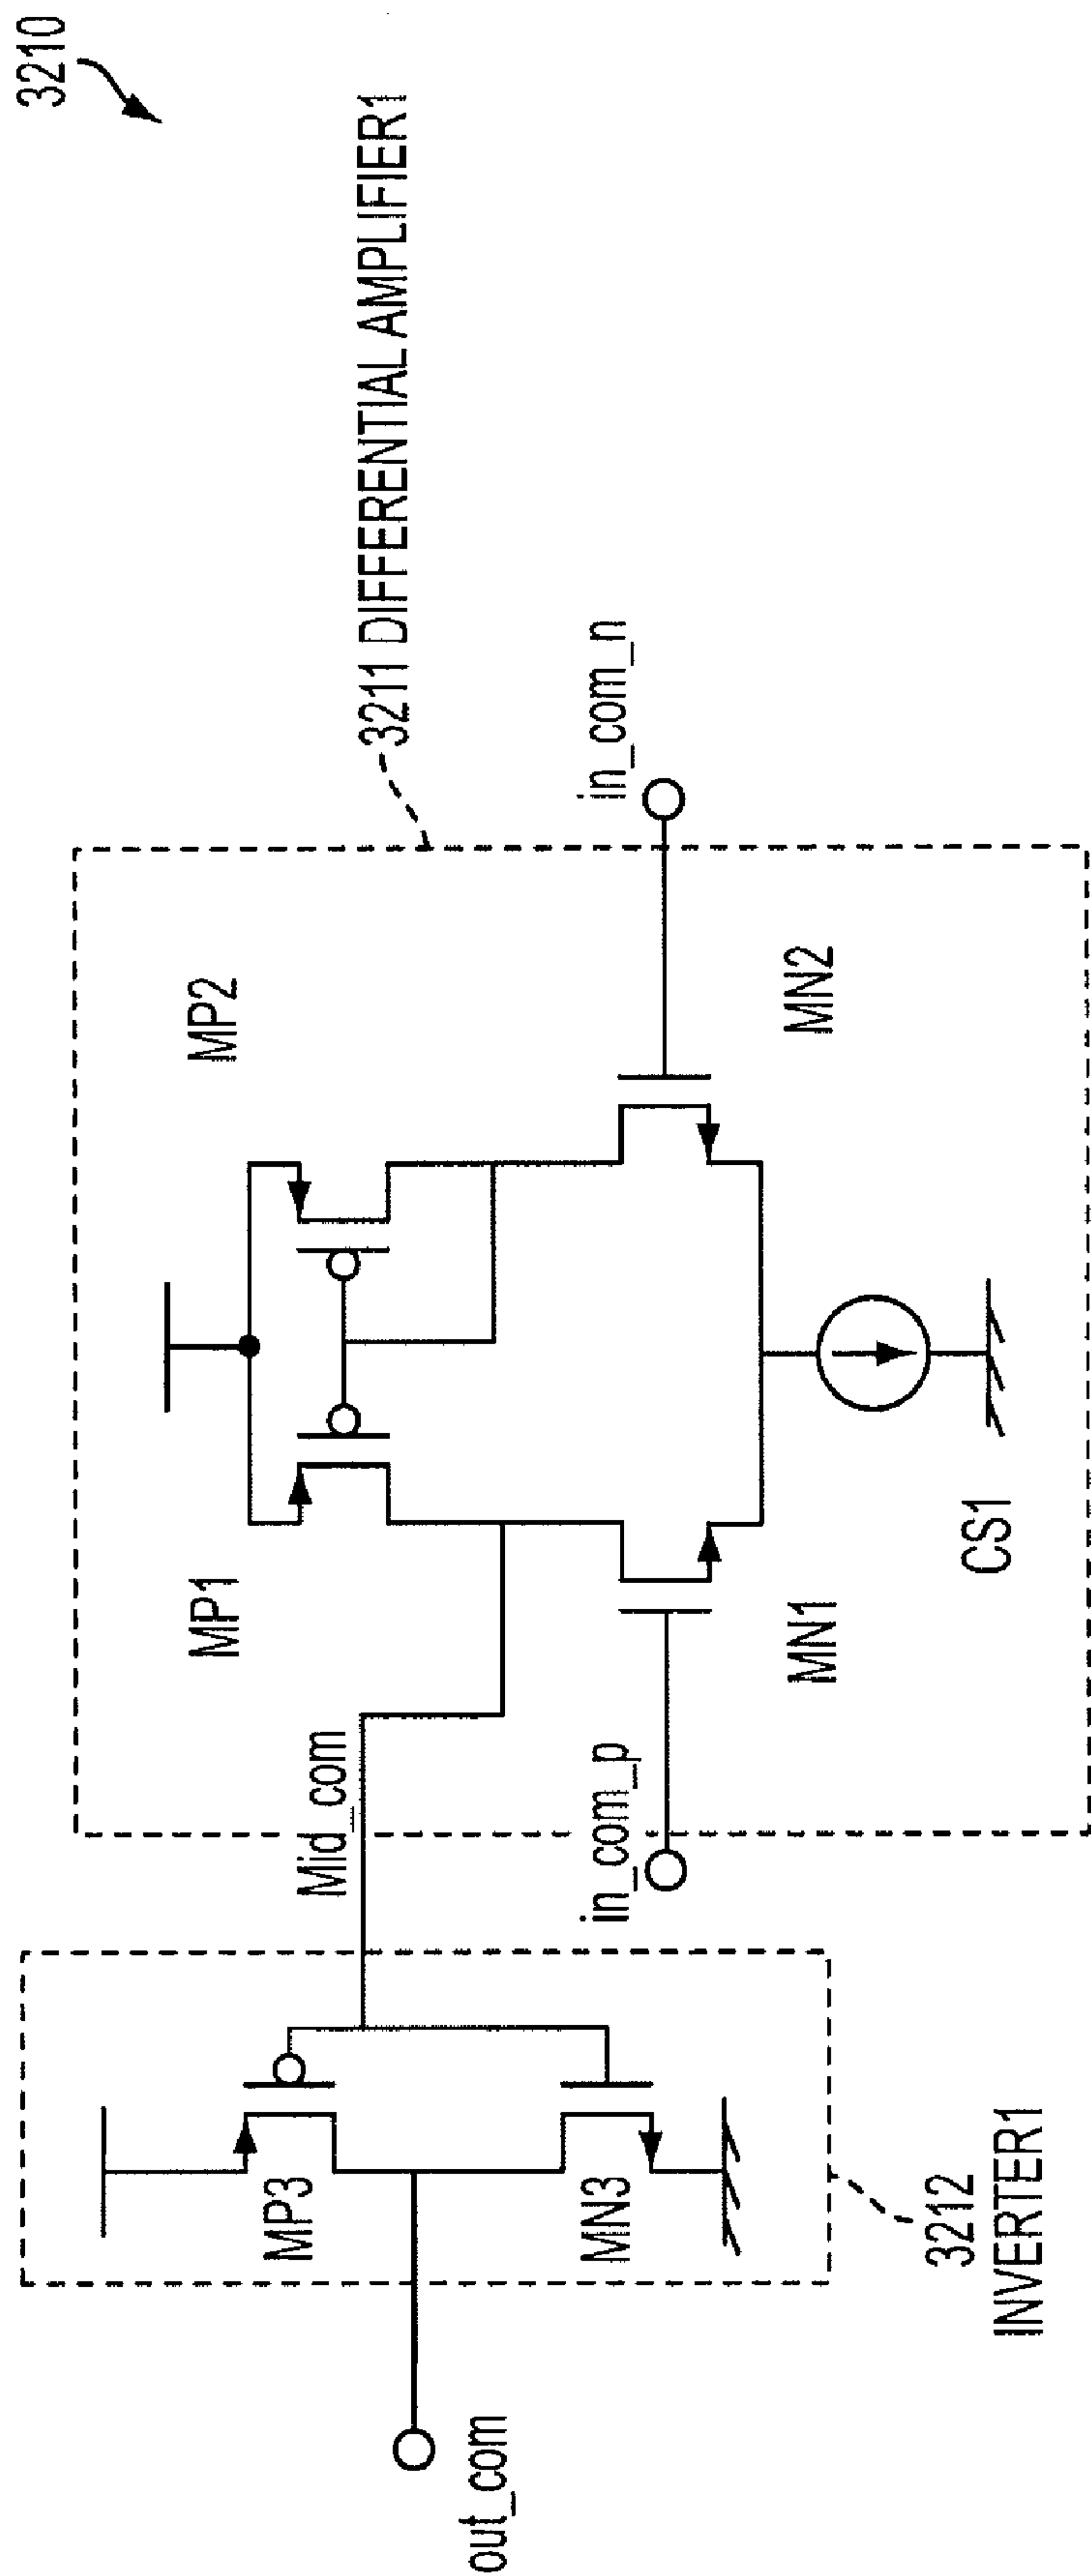 3210
3211 DIFFERENTIAL AMPLIFIER1
MP1
MP2
Mid_com
in_com_p
in_com_n
MN1
MN2
CS1
MP3
MN3
out_com
3212
INVERTER1